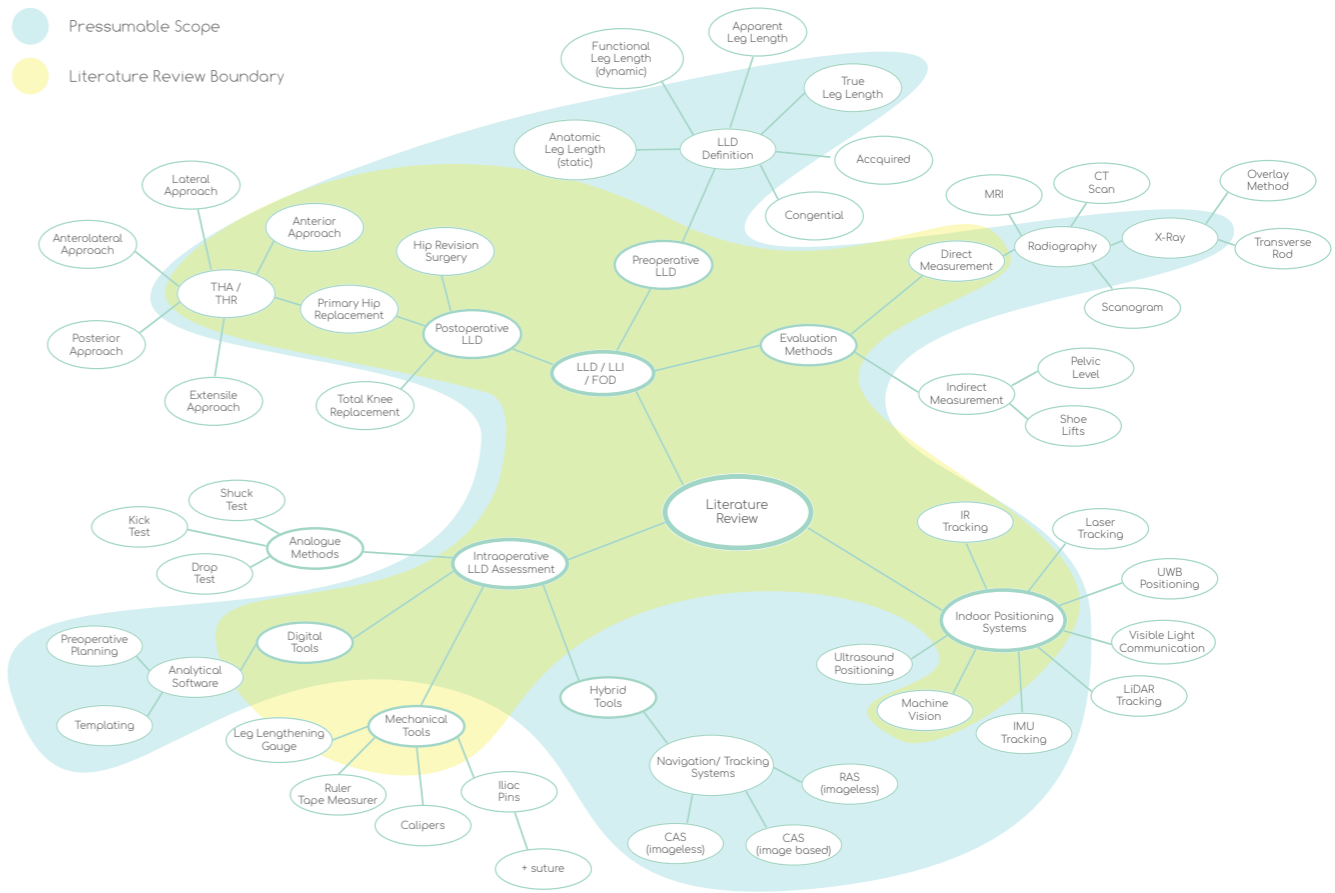 Pressumable Scope
Literature Review Boundary
Functional
Leg Length
(dynamic)
Apparent
Leg Length
True
Leg Length
Anatomic
Leg Length
(static)
LLD
Definition
Accquired
Congential
Lateral
Approach
Anterior
Approach
Anterolateral
Approach
THA /
THR
Posterior
Approach
Extensile
Approach
Hip Revision
Surgery
Primary Hip
Replacement
Postoperative
LLD
Total Knee
Replacement
Preoperative
LLD
LLD / LLI
/ FOD
Evaluation
Methods
Direct
Measurement
MRI
CT
Scan
Radiography
X-Ray
Overlay
Method
Transverse
Rod
Scanogram
Indirect
Measurement
Pelvic
Level
Shoe
Lifts
Literature
Review
Shuck
Test
Kick
Test
Drop
Test
Analogue
Methods
Intraoperative
LLD Assessment
Digital
Tools
Preoperative
Planning
Analytical
Software
Templating
Mechanical
Tools
Leg Lengthening
Gauge
Ruler
Tape Measurer
Calipers
Iliac
Pins
+ suture
Hybrid
Tools
Navigation/ Tracking
Systems
RAS
(imageless)
CAS
(imageless)
CAS
(image based)
IR
Tracking
Laser
Tracking
UWB
Positioning
Indoor Positioning
Systems
Visible Light
Communication
Ultrasound
Positioning
LiDAR
Tracking
Machine
Vision
IMU
Tracking